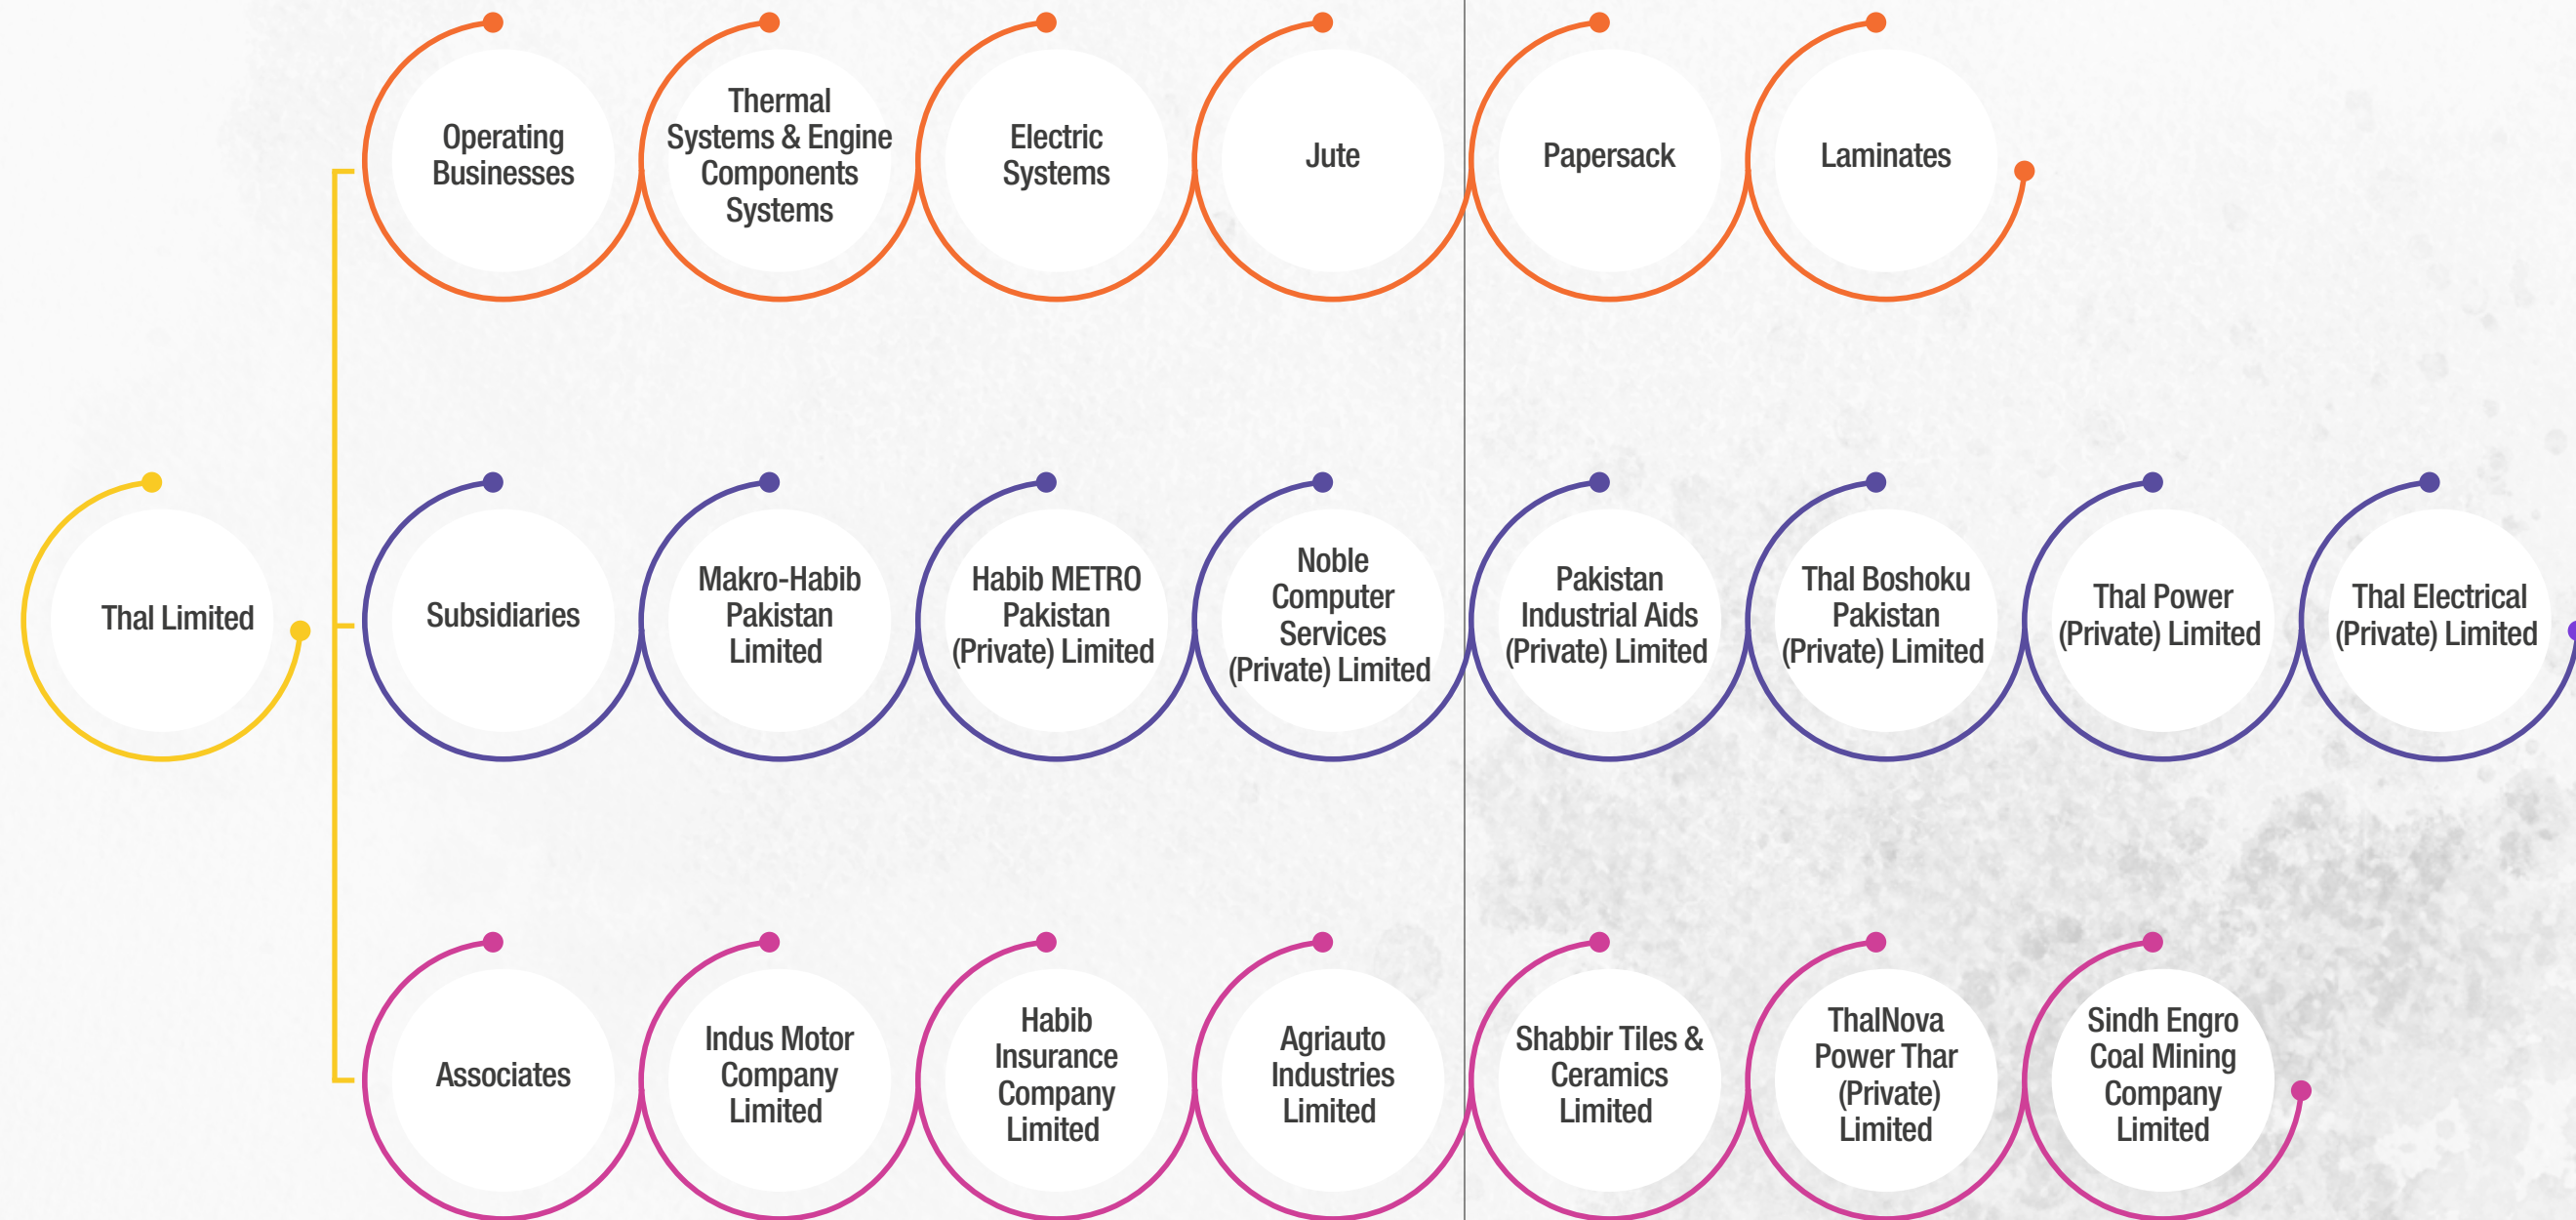 Operating
Businesses
Thermal
Systems & Engine
Components
Systems
Electric
Systems
Jute
Papersack
Laminates
Thal Limited
Subsidiaries
Makro-Habib
Pakistan
Limited
Habib METRO
Pakistan
(Private) Limited
Noble
Computer
Services
(Private) Limited
Pakistan
Industrial Aids
(Private) Limited
Thal Boshoku
Pakistan
(Private) Limited
Thal Power
(Private) Limited
Thal Electrical
(Private) Limited
Associates
Indus Motor
Company
Limited
Habib
Insurance
Company
Limited
Agriauto
Industries
Limited
Shabbir Tiles &
Ceramics
Limited
ThalNova
Power Thar
(Private)
Limited
Sindh Engro
Coal Mining
Company
Limited